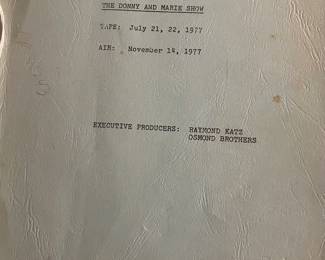 THE DONNY AND MARIE SHOW
TAPE: July 21, 22, 1977
AIR: November 14, 1977
EXECUTIVE PRODUCERS: RAYMOND KATZ
OSMOND BROTHERS